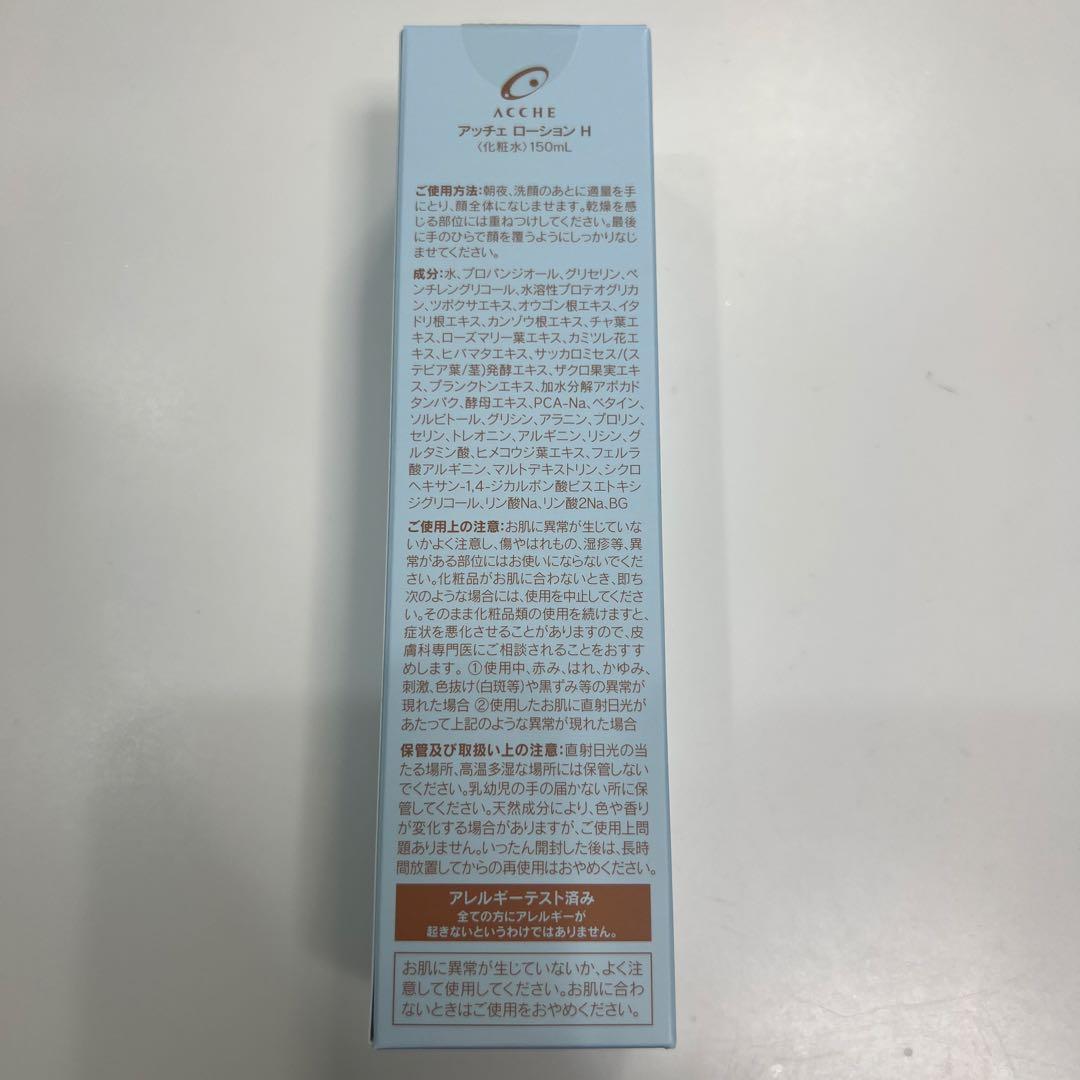 ACCHE
アッチェ ローション H
〈化粧水〉150mL
ご使用方法:朝夜、洗顔のあとに適量を手
にとり、顔全体になじませます。乾燥を感
じる部位には重ねづけしてください。最後
に手のひらで顔を覆うようにしっかりなじ
ませてください。
成分:水、プロパンジオール、グリセリン、ペ
ンチレングリコール、水溶性プロテオグリカ
ン、ツボクサエキス、オウゴン根エキス、イタ
ドリ根エキス、カンゾウ根エキス、チャ葉エ
キス、ローズマリー葉エキス、カミツレ花エ
キス、ヒバマタエキス、サッカロミセス/(ス
テビア葉/茎)発酵エキス、ザクロ果実エキ
ス、プランクトンエキス、加水分解アボカド
タンパク、酵母エキス、PCA-Na、ベタイン、
ソルビトール、グリシン、アラニン、プロリン、
セリン、トレオニン、アルギニン、リシン、グ
ルタミン酸、ヒメコウジ葉エキス、フェルラ
酸アルギニン、マルトデキストリン、シクロ
ヘキサン-1,4-ジカルボン酸ビスエトキシ
ジグリコール、リン酸Na、リン酸2Na、BG
ご使用上の注意:お肌に異常が生じていな
いかよく注意し、傷やはれもの、湿疹等、異
常がある部位にはお使いにならないでくだ
さい。化粧品がお肌に合わないとき、即ち
次のような場合には、使用を中止してくださ
い。そのまま化粧品類の使用を続けますと、
症状を悪化させることがありますので、皮
膚科専門医にご相談されることをおすす
めします。①使用中、赤み、はれ、かゆみ、
刺激、色抜け(白斑等)や黒ずみ等の異常が
現れた場合 ②使用したお肌に直射日光が
あたって上記のような異常が現れた場合
保管及び取扱い上の注意:直射日光の当
たる場所、高温多湿な場所には保管しない
でください。乳幼児の手の届かない所に保
管してください。天然成分により、色や香り
が変化する場合がありますが、ご使用上問
題ありません。いったん開封した後は、長時
間放置してからの再使用はおやめください。
アレルギーテスト済み
全ての方にアレルギーが
起きないというわけではありません。
お肌に異常が生じていないか、よく注
意して使用してください。お肌に合わ
ないときはご使用をおやめください。